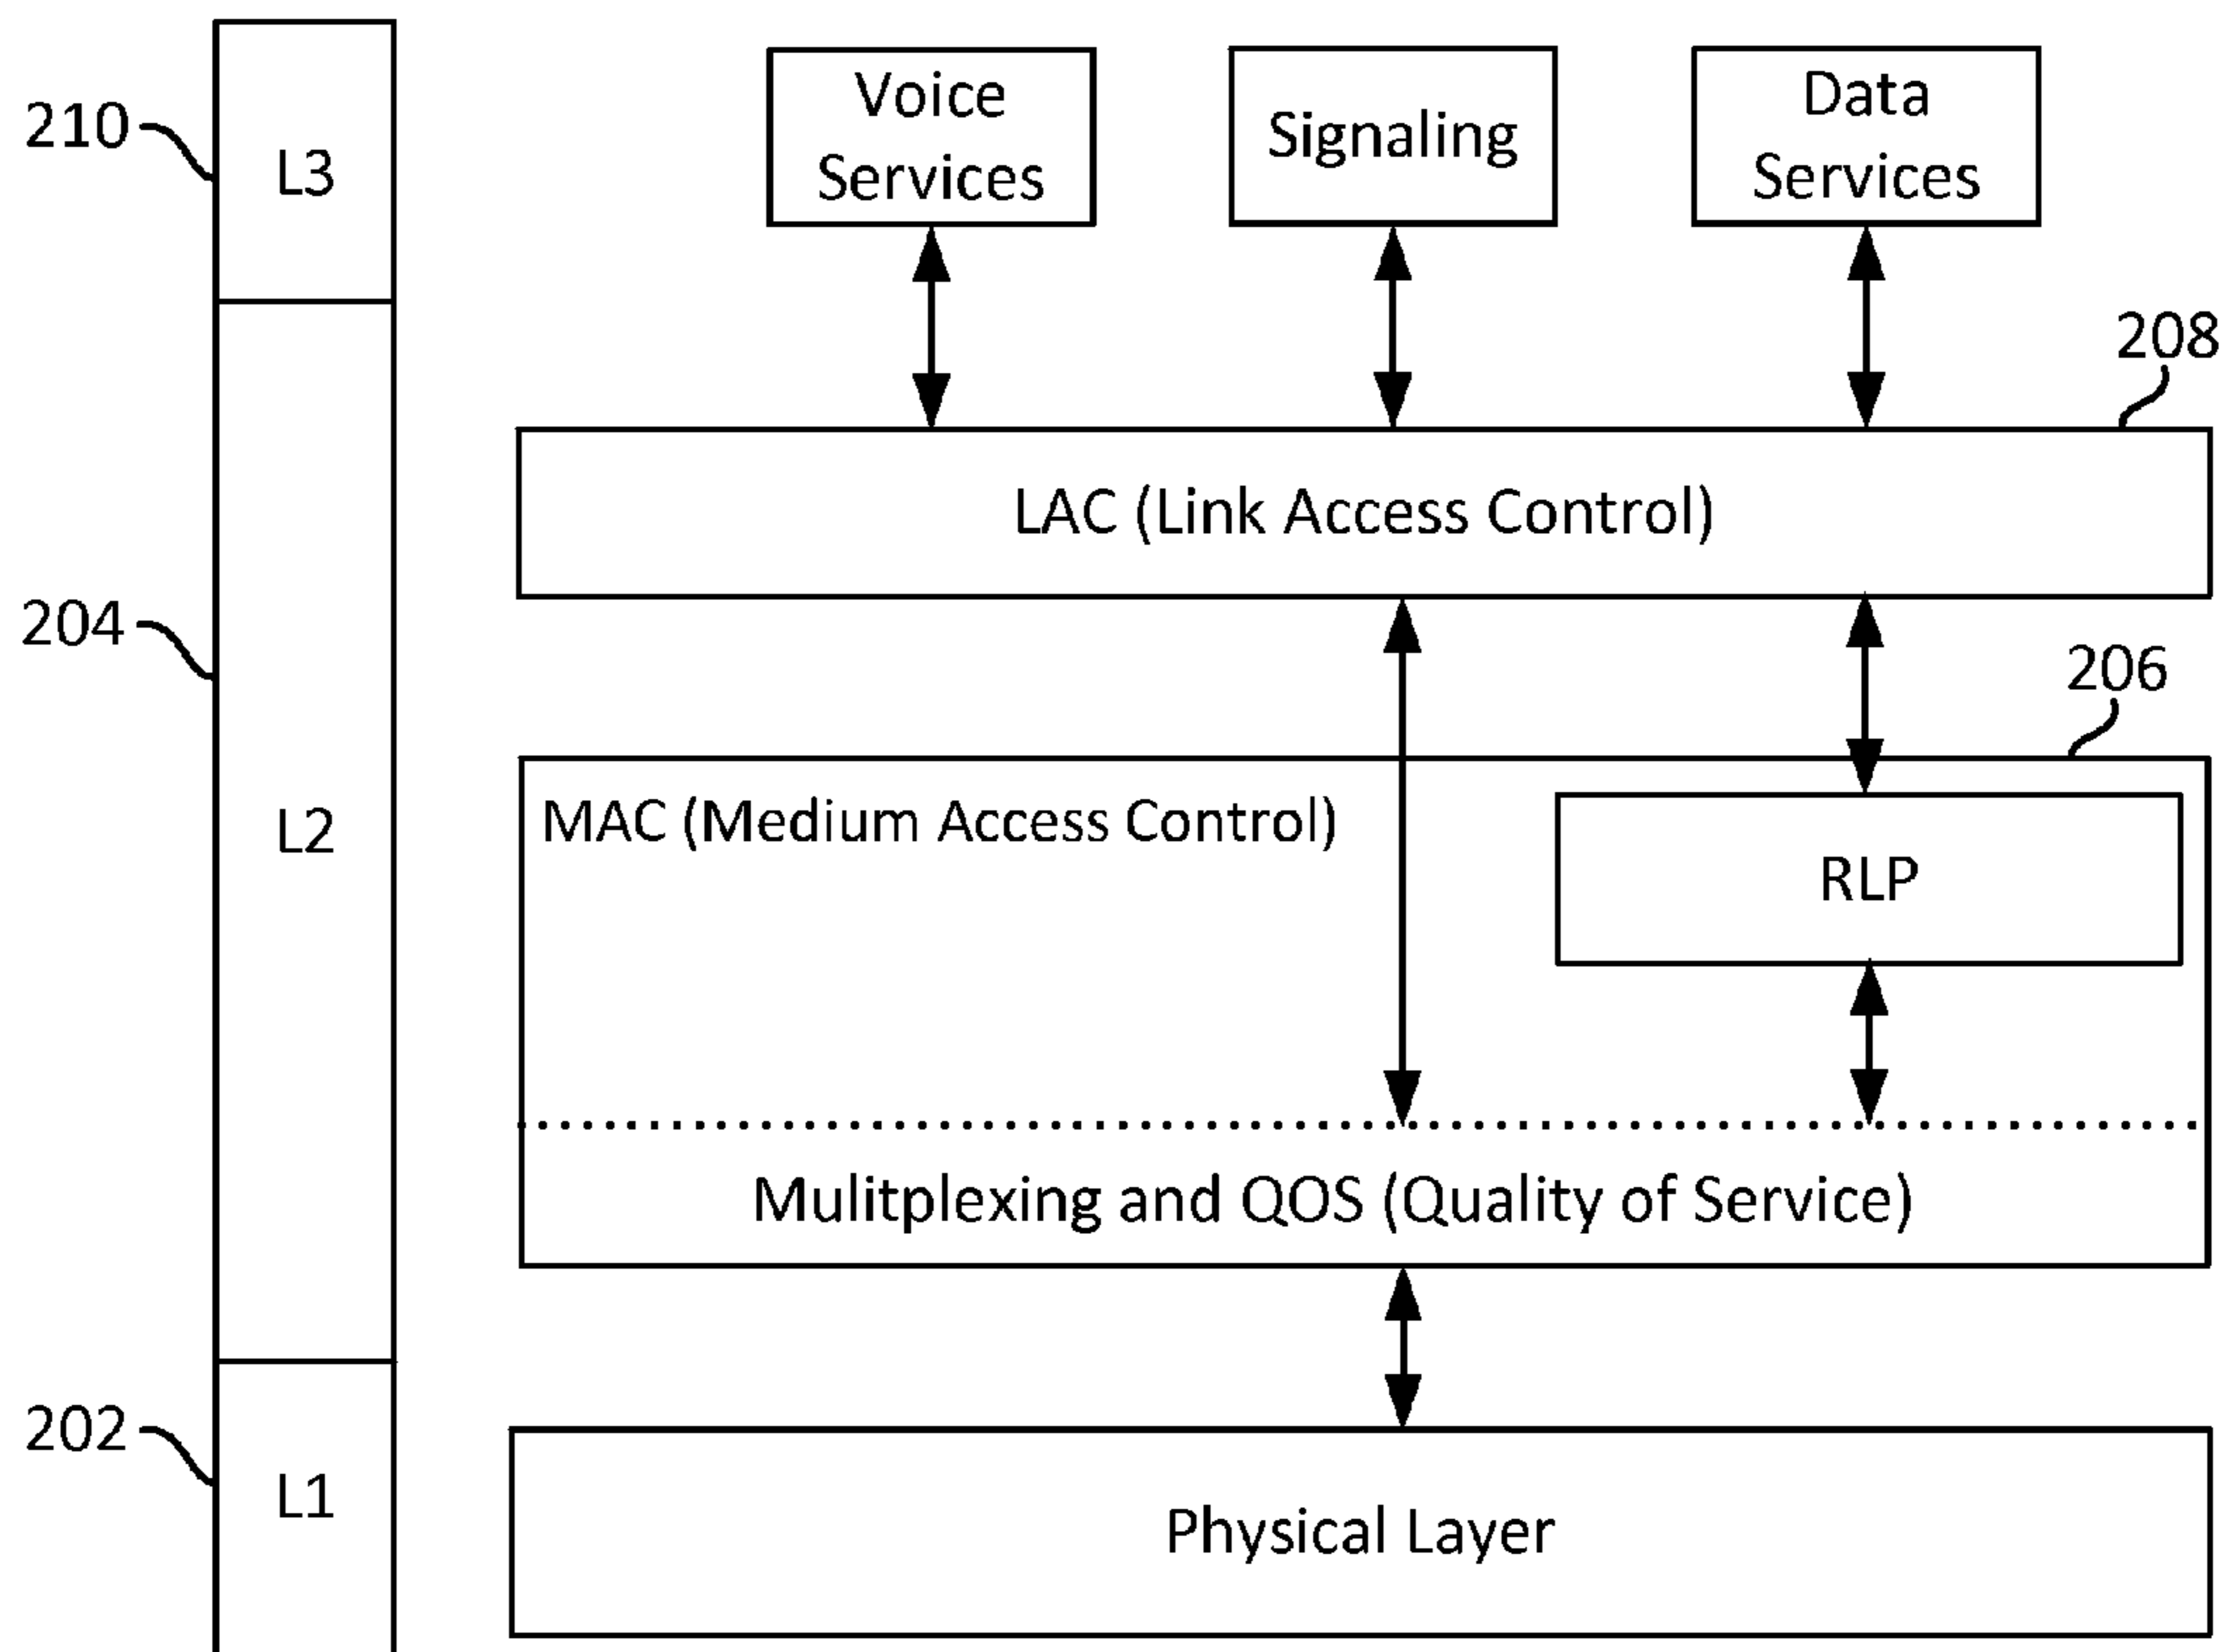 210
L3
Voice
Services
Signaling
Data
Services
208
LAC (Link Access Control)
204
206
L2
MAC (Medium Access Control)
RLP
Mulitplexing and QOS (Quality of Service)
202
L1
Physical Layer